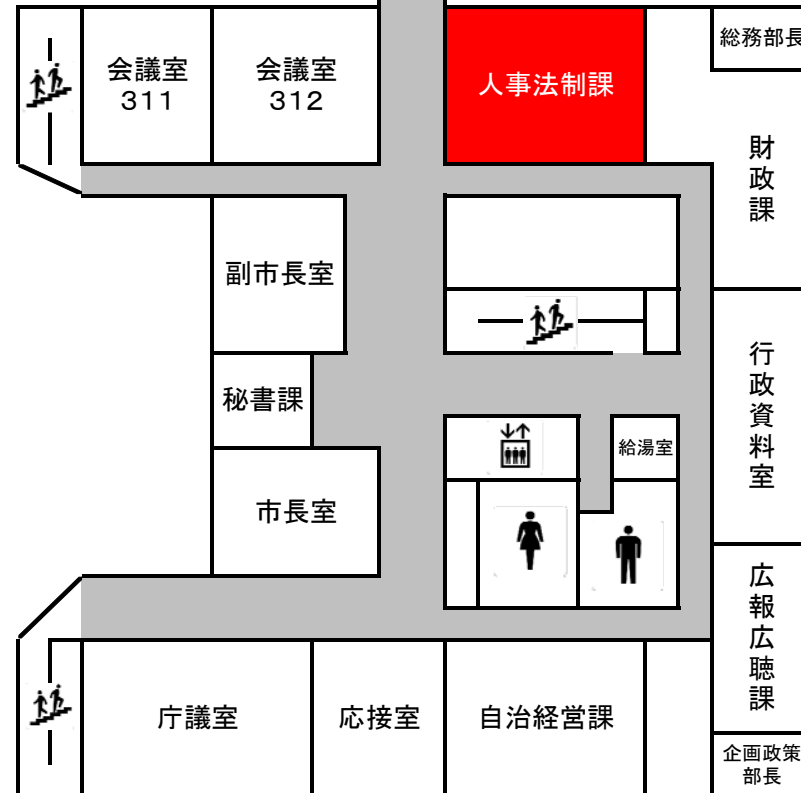 総務部長
会議室
311
会議室
312
人事法制課
財政課
副市長室
行政資料室
秘書課
給湯室
市長室
広報広聴課
庁議室
応接室
自治経営課
企画政策
部長